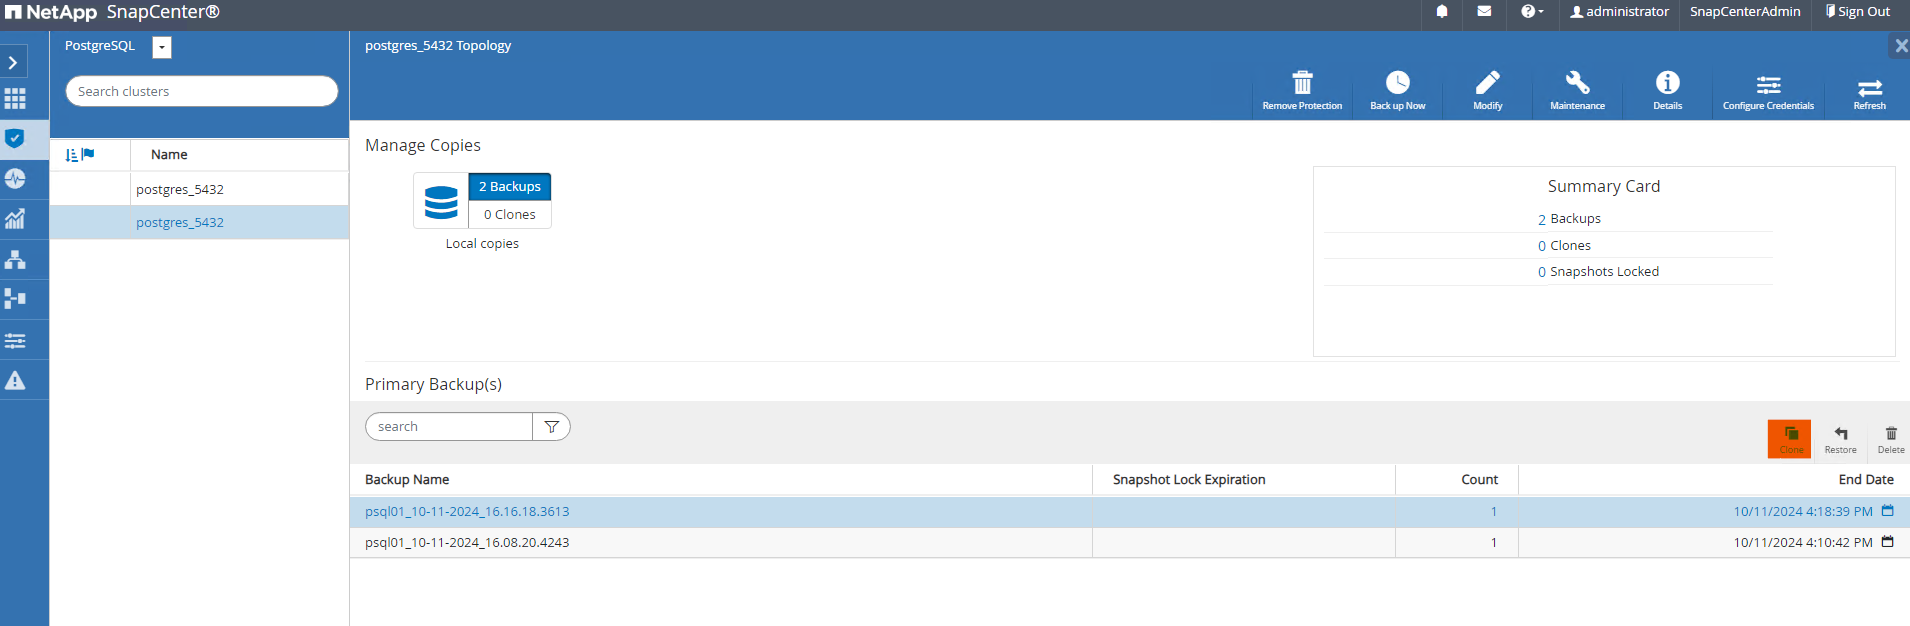 NetApp SnapCenter®
administrator SnapCenterAdmin Sign Out
PostgreSQL
Search clusters
Name
postgres_5432
postgres_5432
postgres_5432 Topology
Remove Protection Back up Now Modify Maintenance Details Configure Credentials Refresh
Manage Copies
2 Backups
0 Clones
Local copies
Summary Card
2 Backups
0 Clones
0 Snapshots Locked
Primary Backup(s)
search
Clone Restore Delete
Backup Name Snapshot Lock Expiration Count End Date
psql01_10-11-2024_16.16.18.3613 1 10/11/2024 4:18:39 PM
psql01_10-11-2024_16.08.20.4243 1 10/11/2024 4:10:42 PM